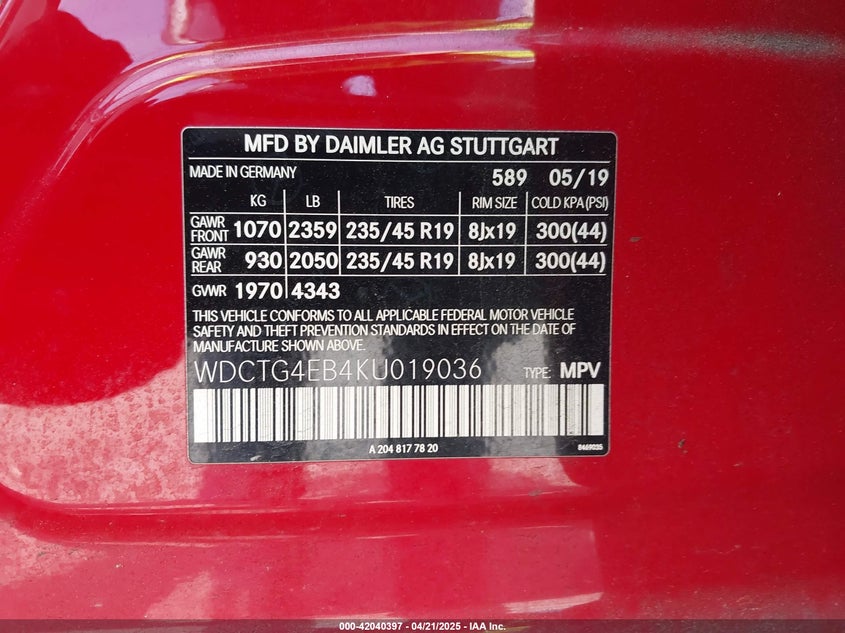 MFD BY DAIMLER AG STUTTGART
MADE IN GERMANY 589 05/19
KG LB TIRES RIM SIZE COLD KPA (PSI)
GAWR FRONT 1070 2359 235/45 R19 8Jx19 300(44)
GAWR REAR 930 2050 235/45 R19 8Jx19 300(44)
GVWR 1970 4343
THIS VEHICLE CONFORMS TO ALL APPLICABLE FEDERAL MOTOR VEHICLE
SAFETY AND THEFT PREVENTION STANDARDS IN EFFECT ON THE DATE OF
MANUFACTURE SHOWN ABOVE.
WDCTG4EB4KU019036 TYPE: MPV
A 204 817 78 20 8469035
000-42040397 - 04/21/2025 - IAA Inc.